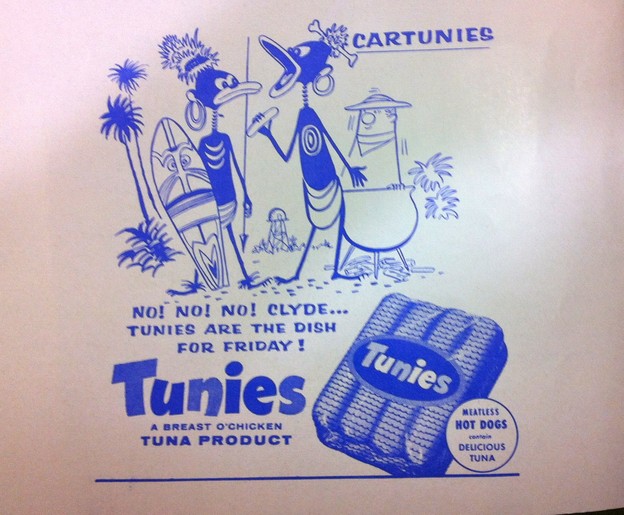 CARTUNIES
NO! NO! NO! CLYDE...
TUNIES ARE THE DISH
FOR FRIDAY!
Tunies
A BREAST O'CHICKEN
TUNA PRODUCT
Tunies
MEATLESS
HOT DOGS
contain
DELICIOUS
TUNA